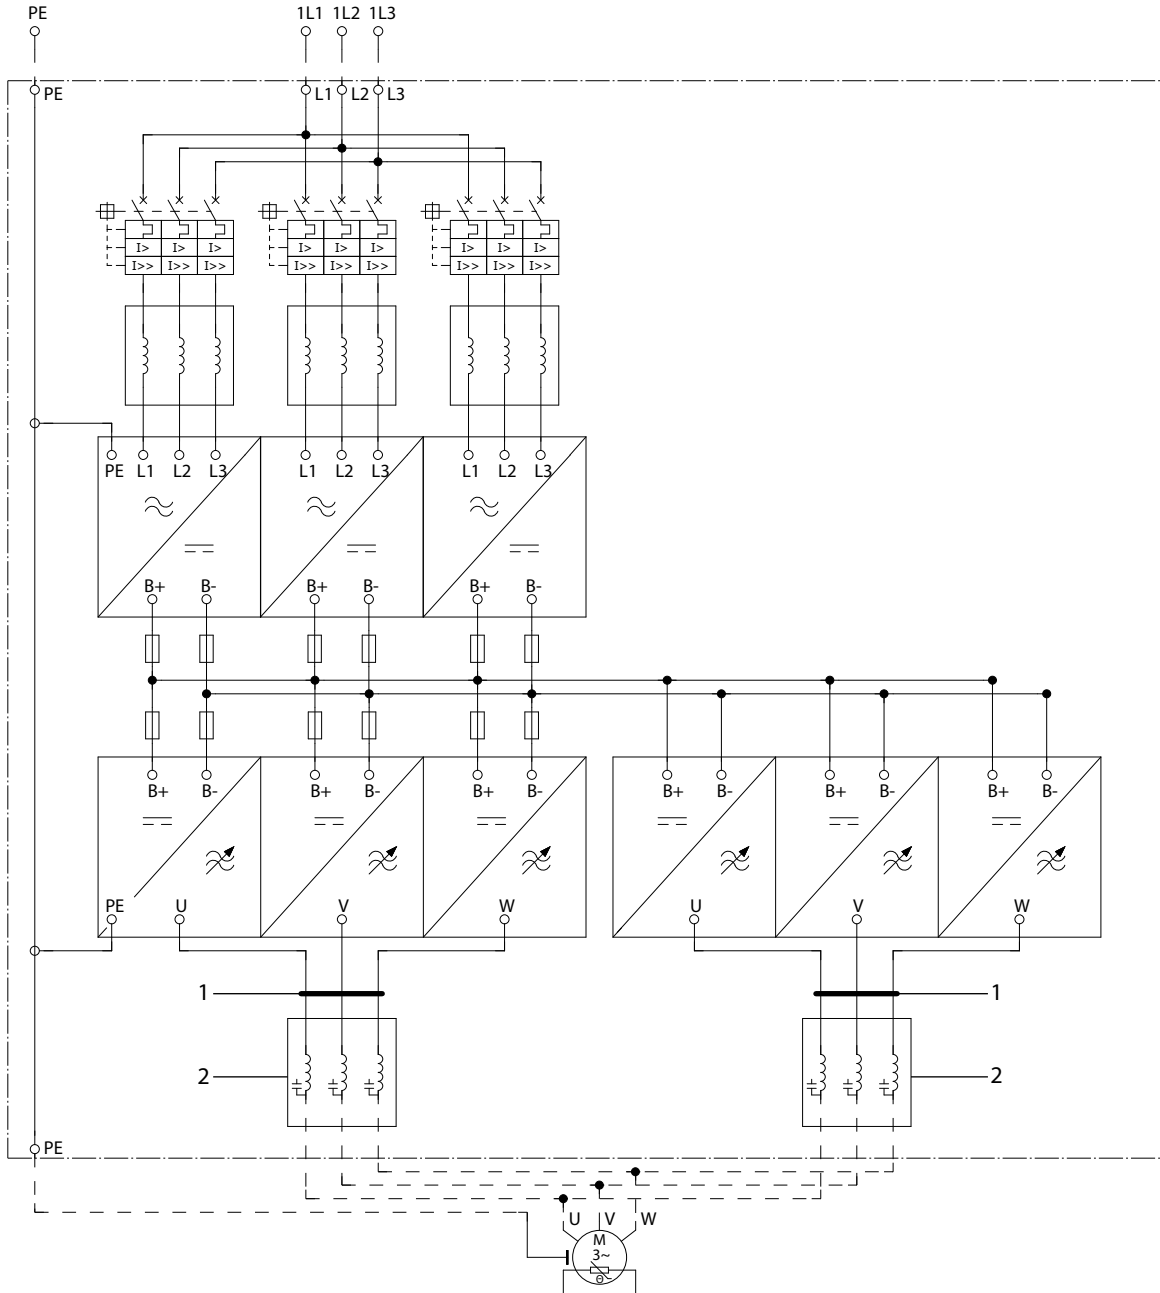 PE 1L1 1L2 1L3
PE L1 L2 L3
I> I> I> I> I> I> I> I> I>
I>> I>> I>> I>> I>> I>> I>> I>> I>>
PE L1 L2 L3 L1 L2 L3 L1 L2 L3
B+ B- B+ B- B+ B-
B+ B- B+ B- B+ B- B+ B- B+ B- B+ B-
PE U V W U V W
1 1
2 2
PE
U V W
M
3~
Θ